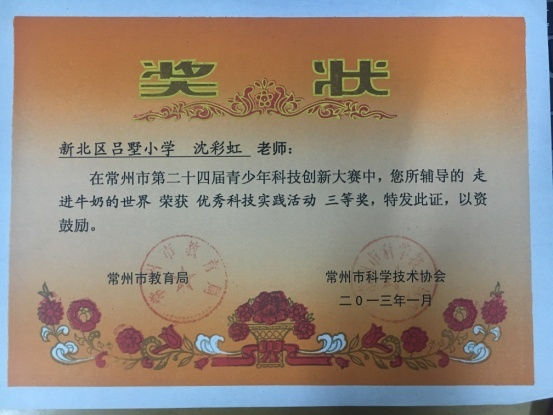 奖 状
新北区吕墅小学 沈彩虹 老师：
在常州市第二十四届青少年科技创新大赛中，您所辅导的 走
进牛奶的世界 荣获 优秀科技实践活动 三等奖，特发此证，以资
鼓励。
常州市教育局 常州市科学技术协会
二0一三年一月